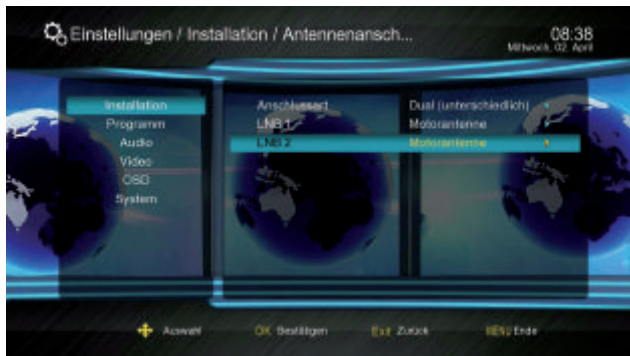 Einstellungen / Installation / Antennenansch...
08:38
Mittwoch, 02. April
Installation
Programm
Audio
Video
OSD
System
Anschlussart Dual (unterschiedlich)
LNB 1 Motorantenne
LNB 2 Motorantenne
Auswahl OK Bestätigen Exit Zurück MENU Ende